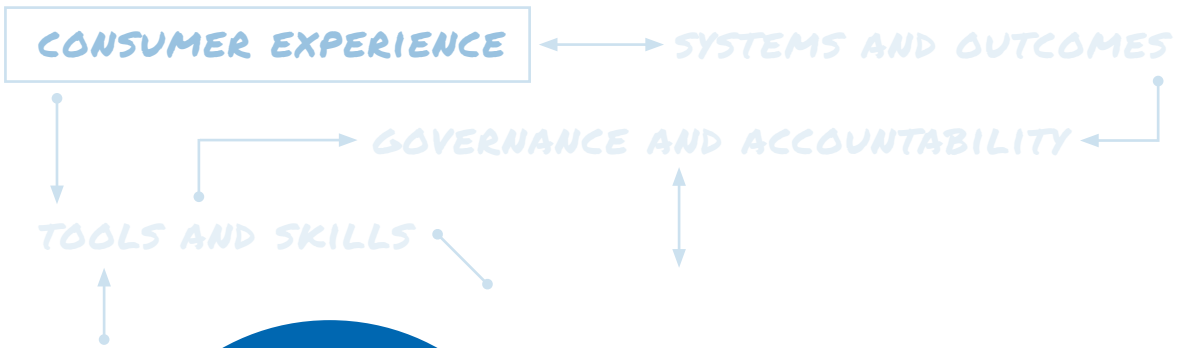 CONSUMER EXPERIENCE
SYSTEMS AND OUTCOMES
GOVERNANCE AND ACCOUNTABILITY
TOOLS AND SKILLS